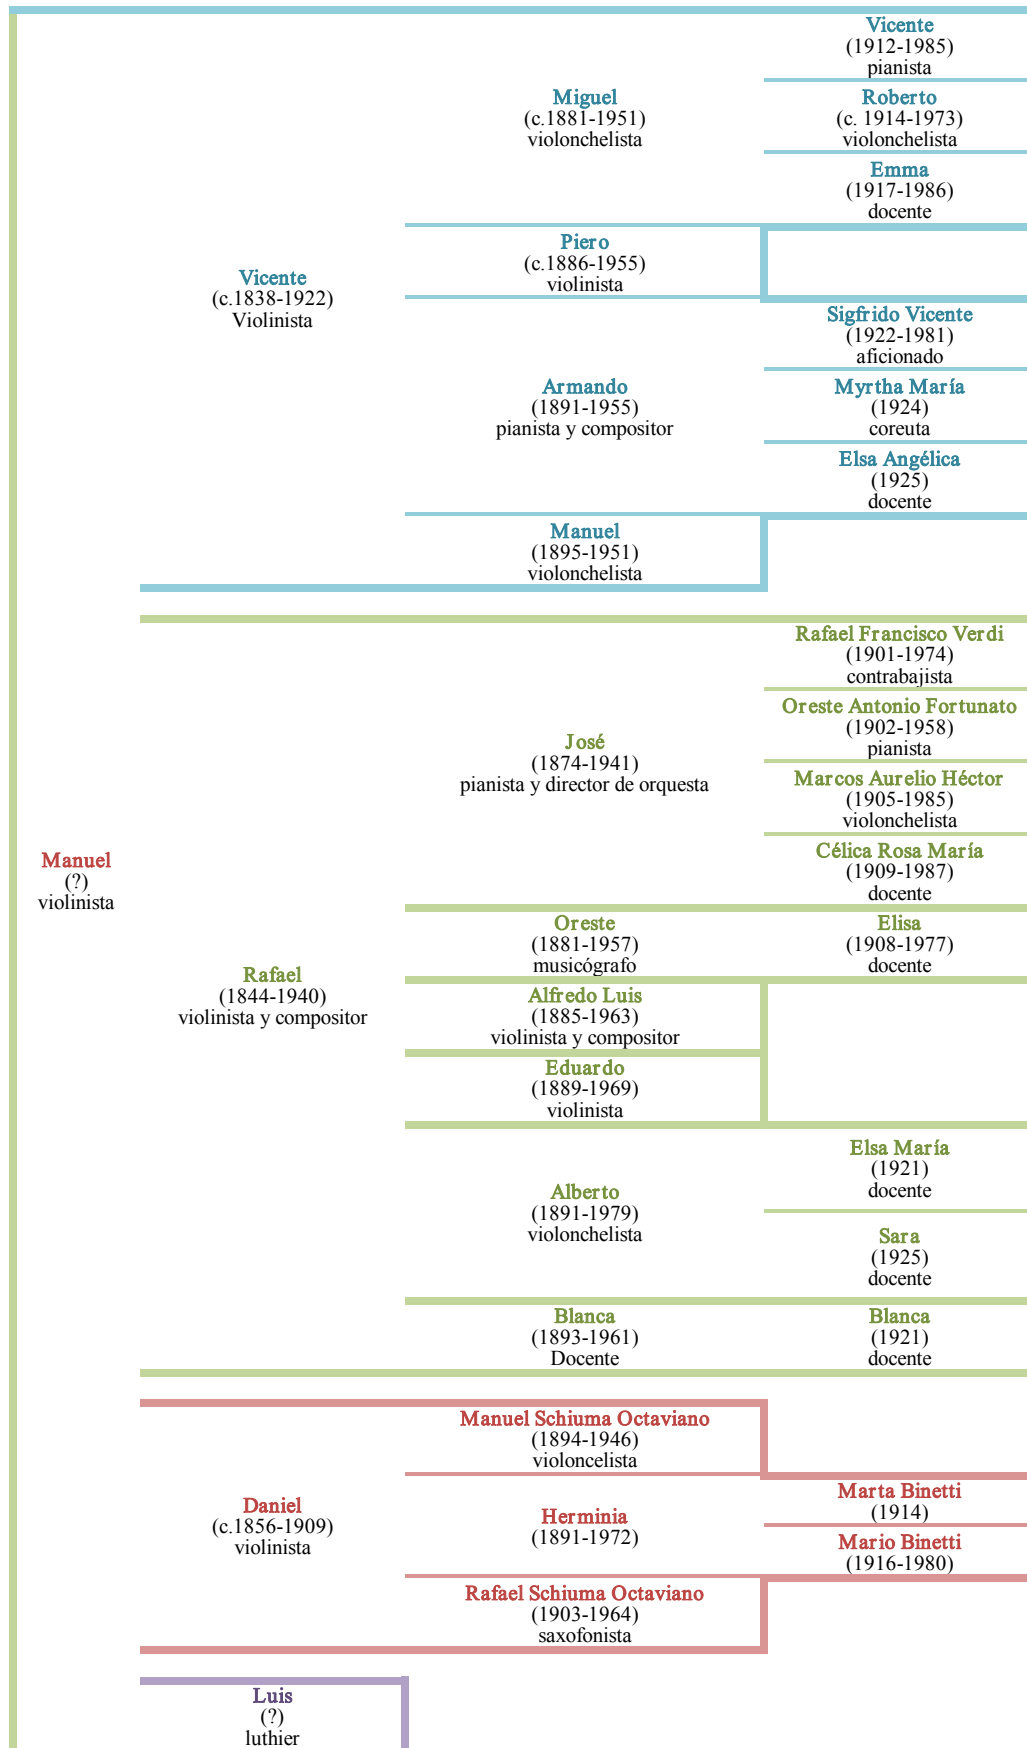 Manuel
(?)
violinista
Vicente
(c.1838-1922)
Violinista
Miguel
(c.1881-1951)
violonchelista
Vicente
(1912-1985)
pianista
Roberto
(c. 1914-1973)
violonchelista
Emma
(1917-1986)
docente
Piero
(c.1886-1955)
violinista
Armando
(1891-1955)
pianista y compositor
Sigfrido Vicente
(1922-1981)
aficionado
Myrtha María
(1924)
coreuta
Elsa Angélica
(1925)
docente
Manuel
(1895-1951)
violonchelista
Rafael
(1844-1940)
violinista y compositor
José
(1874-1941)
pianista y director de orquesta
Rafael Francisco Verdi
(1901-1974)
contrabajista
Oreste Antonio Fortunato
(1902-1958)
pianista
Marcos Aurelio Héctor
(1905-1985)
violonchelista
Célica Rosa María
(1909-1987)
docente
Oreste
(1881-1957)
musicógrafo
Elisa
(1908-1977)
docente
Alfredo Luis
(1885-1963)
violinista y compositor
Eduardo
(1889-1969)
violinista
Alberto
(1891-1979)
violonchelista
Elsa María
(1921)
docente
Sara
(1925)
docente
Blanca
(1893-1961)
Docente
Blanca
(1921)
docente
Daniel
(c.1856-1909)
violinista
Manuel Schiuma Octaviano
(1894-1946)
violoncelista
Herminia
(1891-1972)
Marta Binetti
(1914)
Mario Binetti
(1916-1980)
Rafael Schiuma Octaviano
(1903-1964)
saxofonista
Luis
(?)
luthier